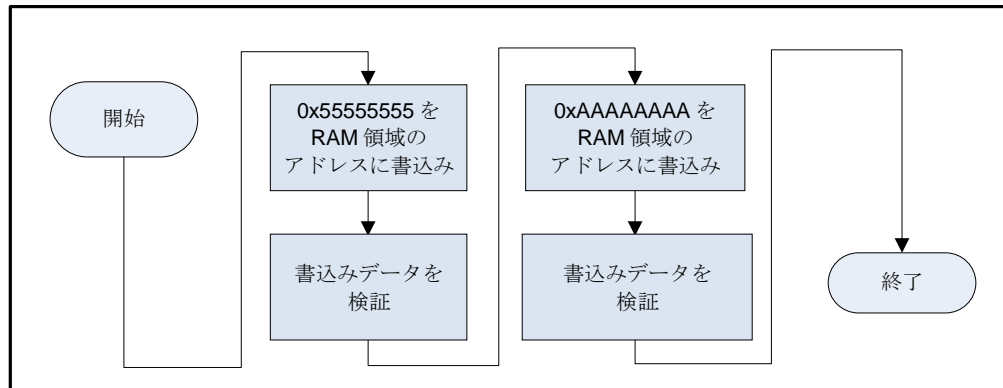 開始
0x55555555 を
RAM 領域の
アドレスに書込み
書込みデータを
検証
0xAAAAAAAA を
RAM 領域の
アドレスに書込み
書込みデータを
検証
終了